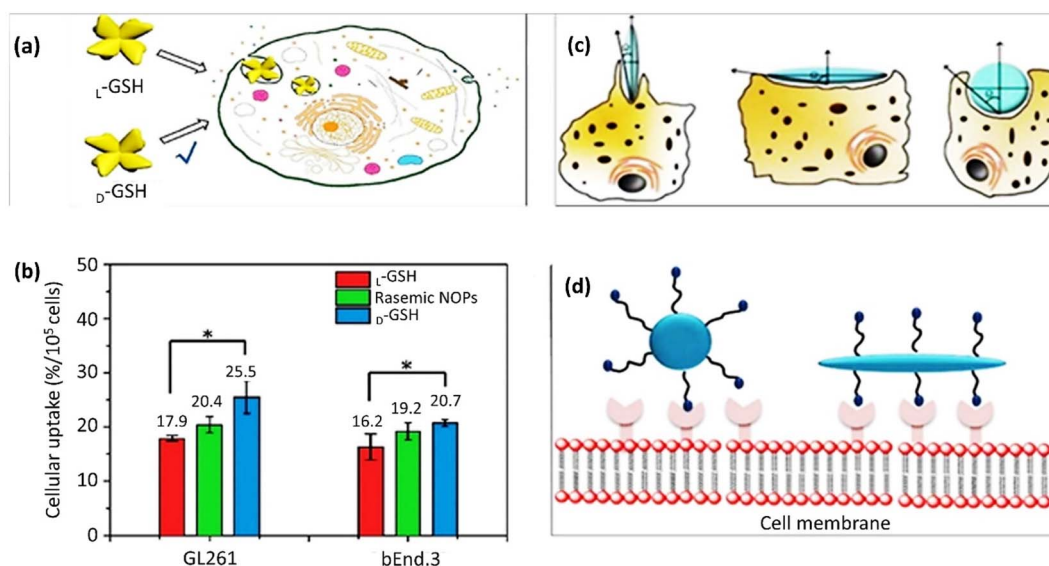 (a)
L-GSH
D-GSH
(c)
(b)
Cellular uptake (%/10⁵ cells)
50
40
30
20
10
0
L-GSH
Rasemic NOPs
D-GSH
*
17.9
20.4
25.5
*
16.2
19.2
20.7
GL261
bEnd.3
(d)
Cell membrane